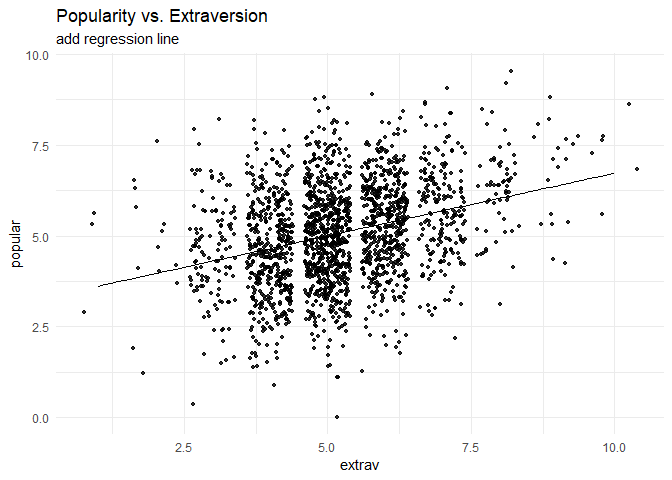 Popularity vs. Extraversion
add regression line
10.0
7.5
5.0
2.5
0.0
popular
2.5 5.0 7.5 10.0
extrav